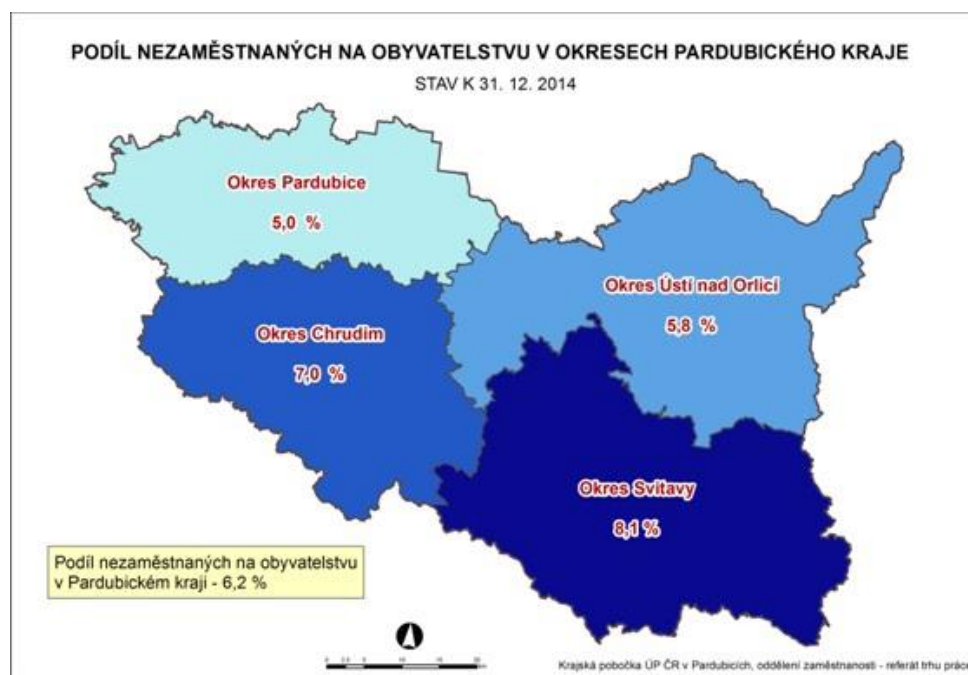 PODÍL NEZAMĚSTNANÝCH NA OBYVATELSTVU V OKRESECH PARDUBICKÉHO KRAJE
STAV K 31. 12. 2014
Okres Pardubice
5,0 %
Okres Ústí nad Orlicí
5,8 %
Okres Chrudim
7,0 %
Okres Svitavy
8,1 %
Podíl nezaměstnaných na obyvatelstvu
v Pardubickém kraji - 6,2 %
Krajská pobočka ÚP ČR v Pardubicích, oddělení zaměstnanosti - referát trhu práce